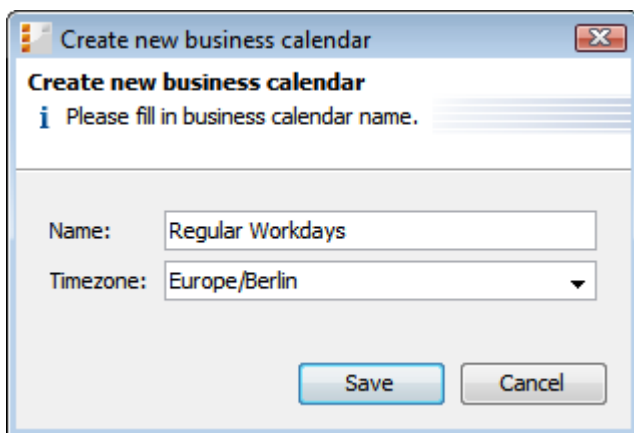 Create new business calendar
Create new business calendar
Please fill in business calendar name.
Name: Regular Workdays
Timezone: Europe/Berlin
Save Cancel